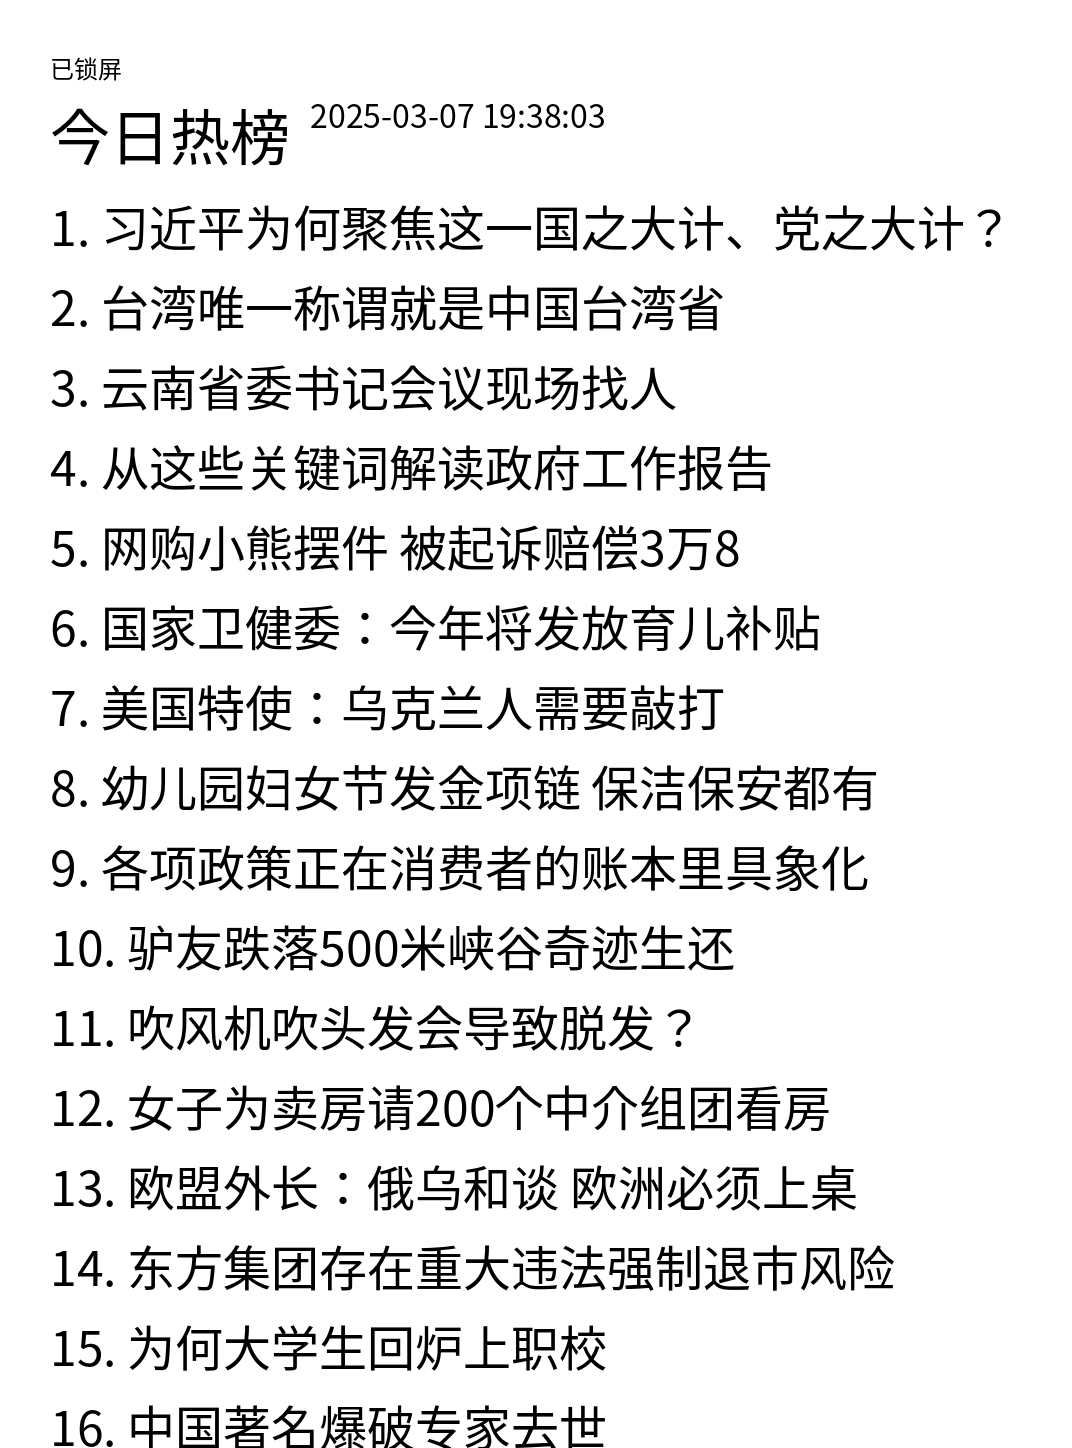 已锁屏
今日热榜 2025-03-07 19:38:03
1. 习近平为何聚焦这一国之大计、党之大计？
2. 台湾唯一称谓就是中国台湾省
3. 云南省委书记会议现场找人
4. 从这些关键词解读政府工作报告
5. 网购小熊摆件 被起诉赔偿3万8
6. 国家卫健委：今年将发放育儿补贴
7. 美国特使：乌克兰人需要敲打
8. 幼儿园妇女节发金项链 保洁保安都有
9. 各项政策正在消费者的账本里具象化
10. 驴友跌落500米峡谷奇迹生还
11. 吹风机吹头发会导致脱发？
12. 女子为卖房请200个中介组团看房
13. 欧盟外长：俄乌和谈 欧洲必须上桌
14. 东方集团存在重大违法强制退市风险
15. 为何大学生回炉上职校
16. 中国著名爆破专家去世